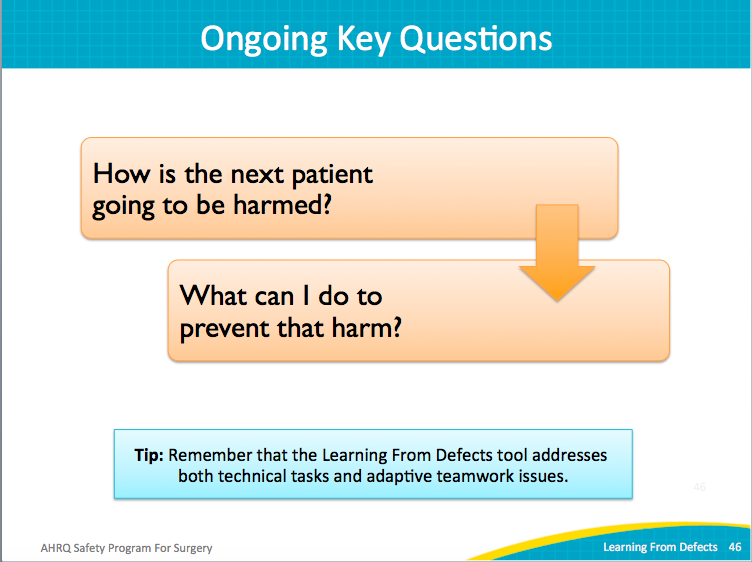 Ongoing Key Questions
How is the next patient
going to be harmed?
What can I do to
prevent that harm?
Tip: Remember that the Learning From Defects tool addresses
both technical tasks and adaptive teamwork issues.
46
AHRQ Safety Program For Surgery
Learning From Defects 46